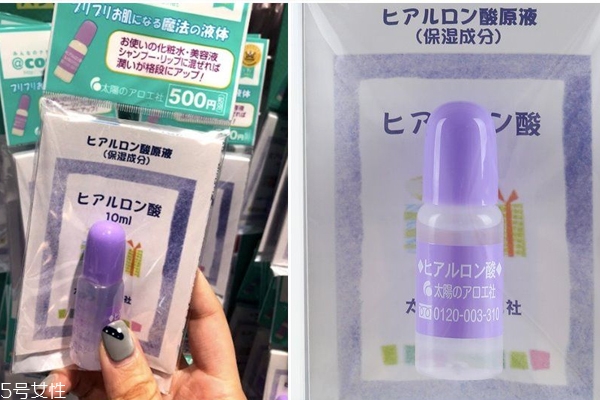 プリプリお肌になる魔法の液体
お使いの化粧水・美容液
シャンプー・リップに混ぜれば
潤いが格段にアップ!
太陽のアロエ社
500円
ヒアルロン酸原液
(保湿成分)
ヒアルロン酸
10ml
@co
5号女性
ヒアルロン酸原液
(保湿成分)
ヒアルロン酸
◆ヒアルロン酸◆
太陽のアロエ社
0120-003-310